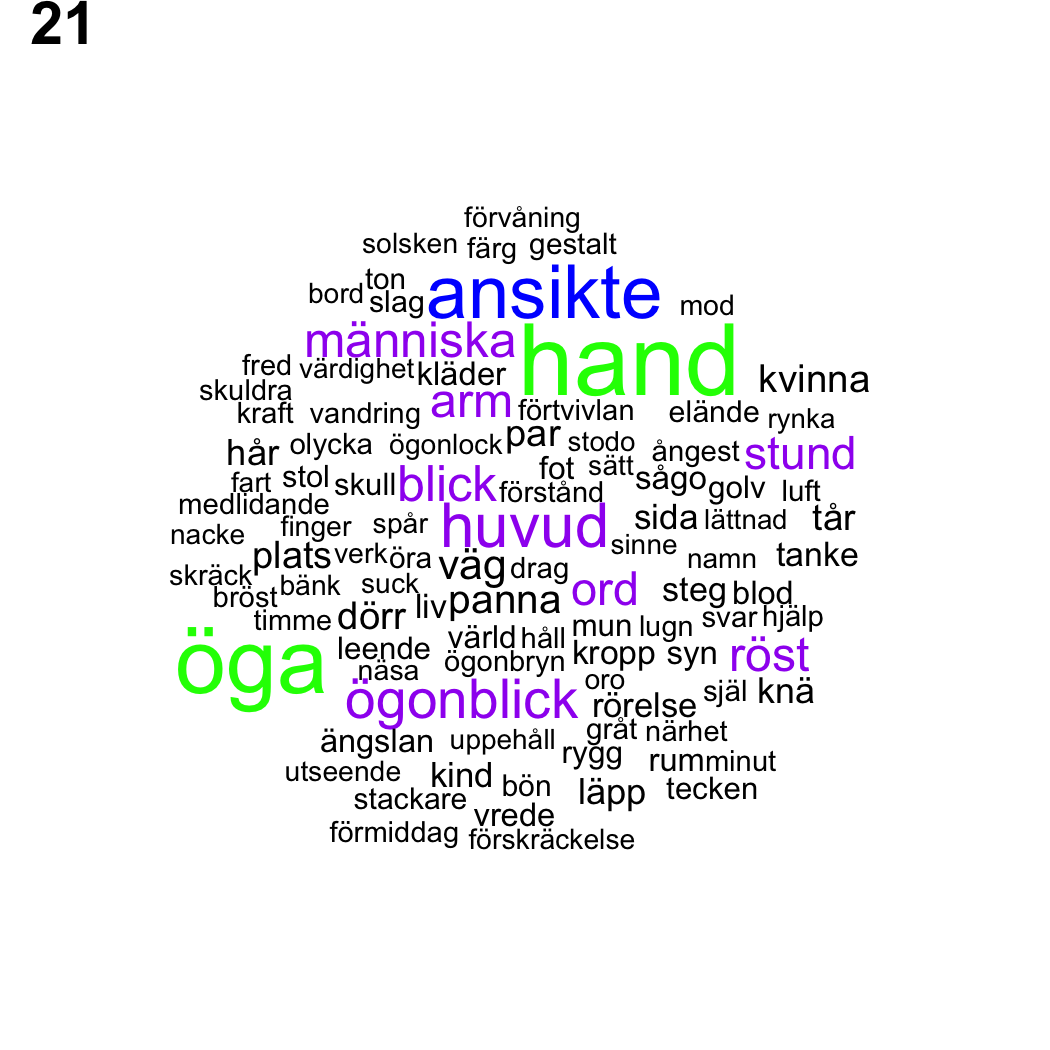 21
förvåning
solsken färg gestalt
ton
bord slag ansikte mod
människa hand
fred värdighet kläder kvinna
skuldra arm
kraft vandring förtvivlan elände rynka
hår olycka ögonlock par stodo ångest stund
fart stol skull blick fot sätt sågo golv luft
medlidande förstånd
nacke finger spår huvud sida lättnad tår
sinne
skräck plats verk öra väg drag namn tanke
bröst bänk suck liv panna ord steg blod
timme dörr mun lugn svar hjälp
öga leende värld håll kropp syn röst
näsa ögonbryn
ögonblick oro rörelse själ knä
ängslan uppehåll gråt närhet
rygg rum minut
utseende kind bön läpp tecken
stackare vrede
förmiddag förskräckelse